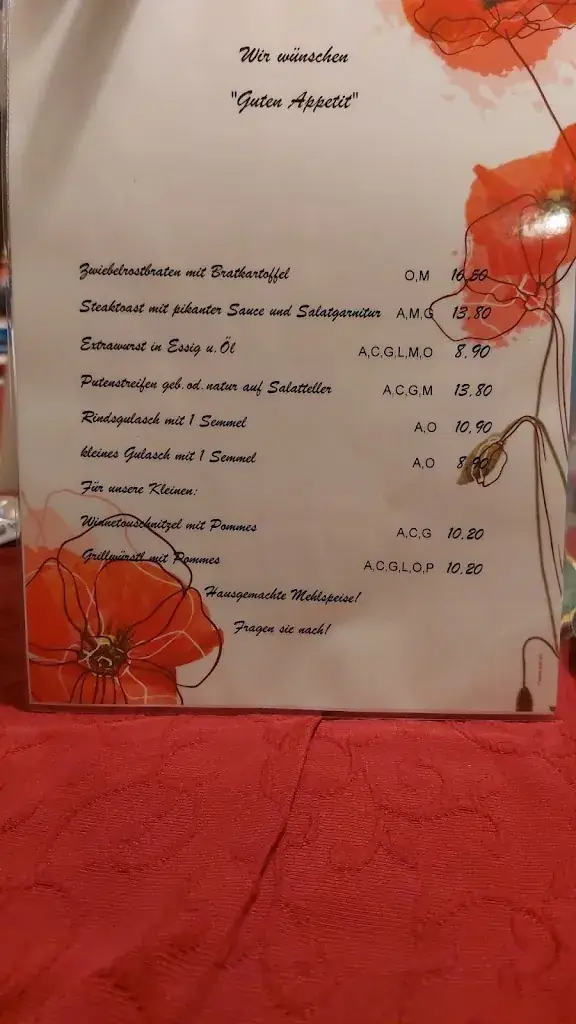 Wir wünschen
"Guten Appetit"
Zwiebelrostbraten mit Bratkartoffel O,M 16,50
Steaktoast mit pikanter Sauce und Salatgarnitur A,M,G 13,80
Extrawurst in Essig u. Öl A,C,G,L,M,O 8,90
Putenstreifen geb.od.natur auf Salatteller A,C,G,M 13,80
Rindsgulasch mit 1 Semmel A,O 10,90
kleines Gulasch mit 1 Semmel A,O 8,90
Für unsere Kleinen:
Winnetouschnitzel mit Pommes A,C,G 10,20
Grillwürstl mit Pommes A,C,G,L,O,P 10,20
Hausgemachte Mehlspeise!
Fragen sie nach!